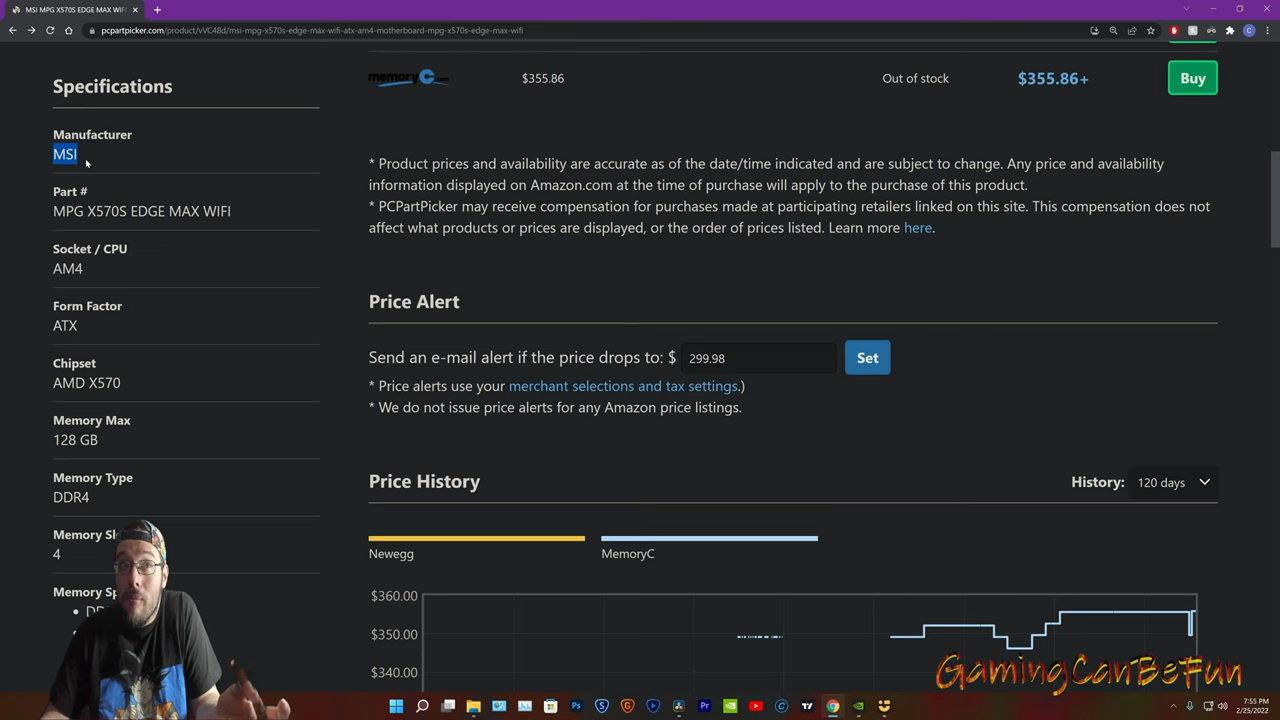 MSI MPG X570S EDGE MAX WIFI
pcpartpicker.com/product/vVC48d/msi-mpg-x570s-edge-max-wifi-atx-am4-motherboard-mpg-x570s-edge-max-wifi
memoryC.com
$355.86
Out of stock
$355.86+
Buy
Specifications
Manufacturer
MSI
Part #
MPG X570S EDGE MAX WIFI
Socket / CPU
AM4
Form Factor
ATX
Chipset
AMD X570
Memory Max
128 GB
Memory Type
DDR4
Memory
4
Memory
* Product prices and availability are accurate as of the date/time indicated and are subject to change. Any price and availability
information displayed on Amazon.com at the time of purchase will apply to the purchase of this product.
* PCPartPicker may receive compensation for purchases made at participating retailers linked on this site. This compensation does not
affect what products or prices are displayed, or the order of prices listed. Learn more here.
Price Alert
Send an e-mail alert if the price drops to: $ 299.98 Set
* Price alerts use your merchant selections and tax settings.)
* We do not issue price alerts for any Amazon price listings.
Price History
History: 120 days
Newegg
MemoryC
$360.00
$350.00
$340.00
GamingCanBeFun
7:55 PM
2/25/2022